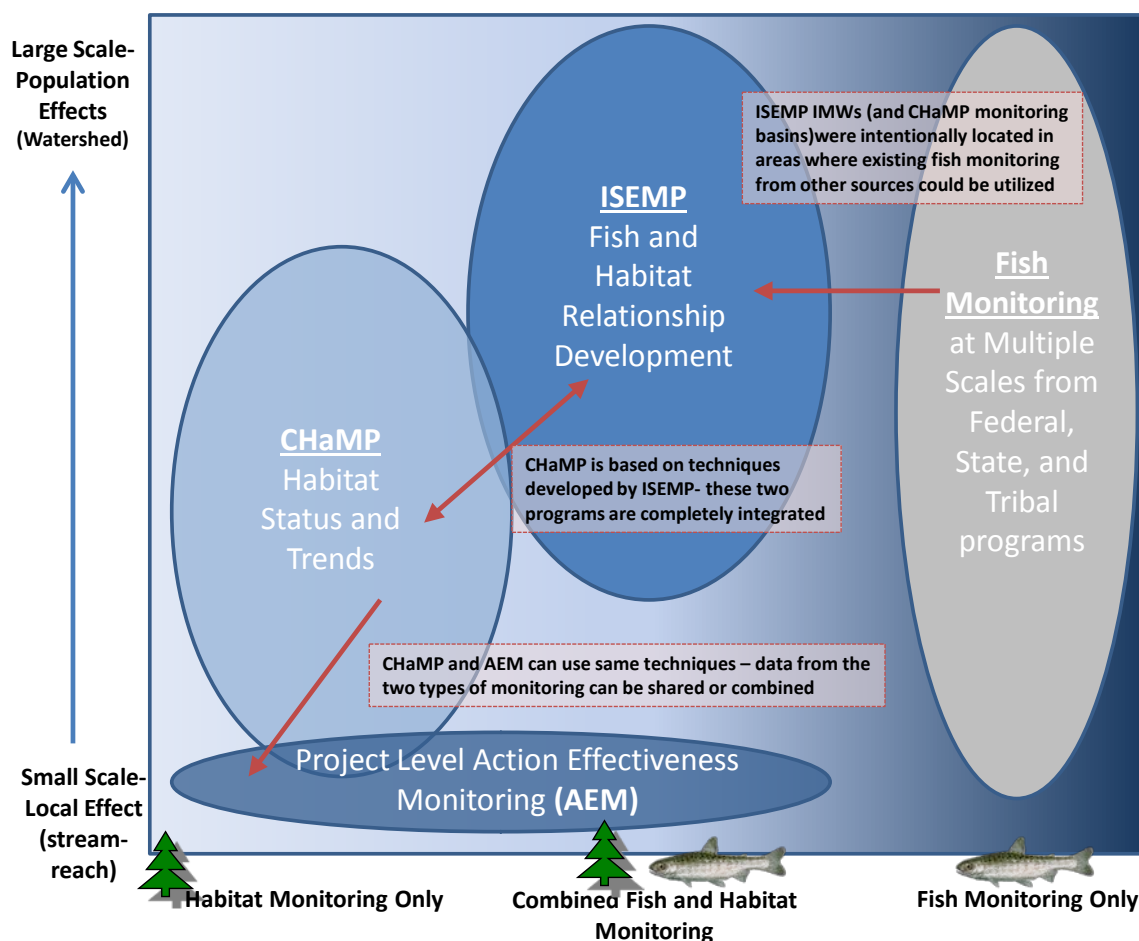 Large Scale-
Population
Effects
(Watershed)
ISEMP IMWs (and CHaMP monitoring
basins)were intentionally located in
areas where existing fish monitoring
from other sources could be utilized
ISEMP
Fish and
Habitat
Relationship
Development
Fish
Monitoring
at Multiple
Scales from
Federal,
State, and
Tribal
programs
CHaMP
Habitat
Status and
Trends
CHaMP is based on techniques
developed by ISEMP- these two
programs are completely integrated
CHaMP and AEM can use same techniques – data from the
two types of monitoring can be shared or combined
Project Level Action Effectiveness
Monitoring (AEM)
Small Scale-
Local Effect
(stream-
reach)
Habitat Monitoring Only
Combined Fish and Habitat
Monitoring
Fish Monitoring Only